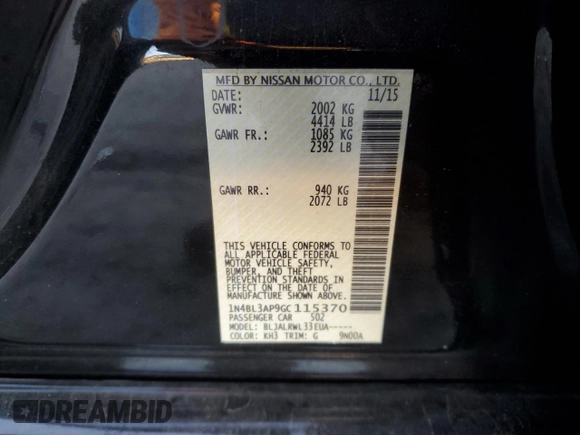 MFD BY NISSAN MOTOR CO., LTD.
DATE: 11/15
GVWR: 2002 KG
4414 LB
GAWR FR.: 1085 KG
2392 LB
GAWR RR.: 940 KG
2072 LB
THIS VEHICLE CONFORMS TO
ALL APPLICABLE FEDERAL
MOTOR VEHICLE SAFETY,
BUMPER, AND THEFT
PREVENTION STANDARDS IN
EFFECT ON THE DATE OF
MANUFACTURE SHOWN ABOVE.
1N4BL3AP9GC115370
PASSENGER CAR 502
MODEL: BLJALRWL33EUA-----
COLOR: KH3 TRIM: G 9N00A
DREAMBID